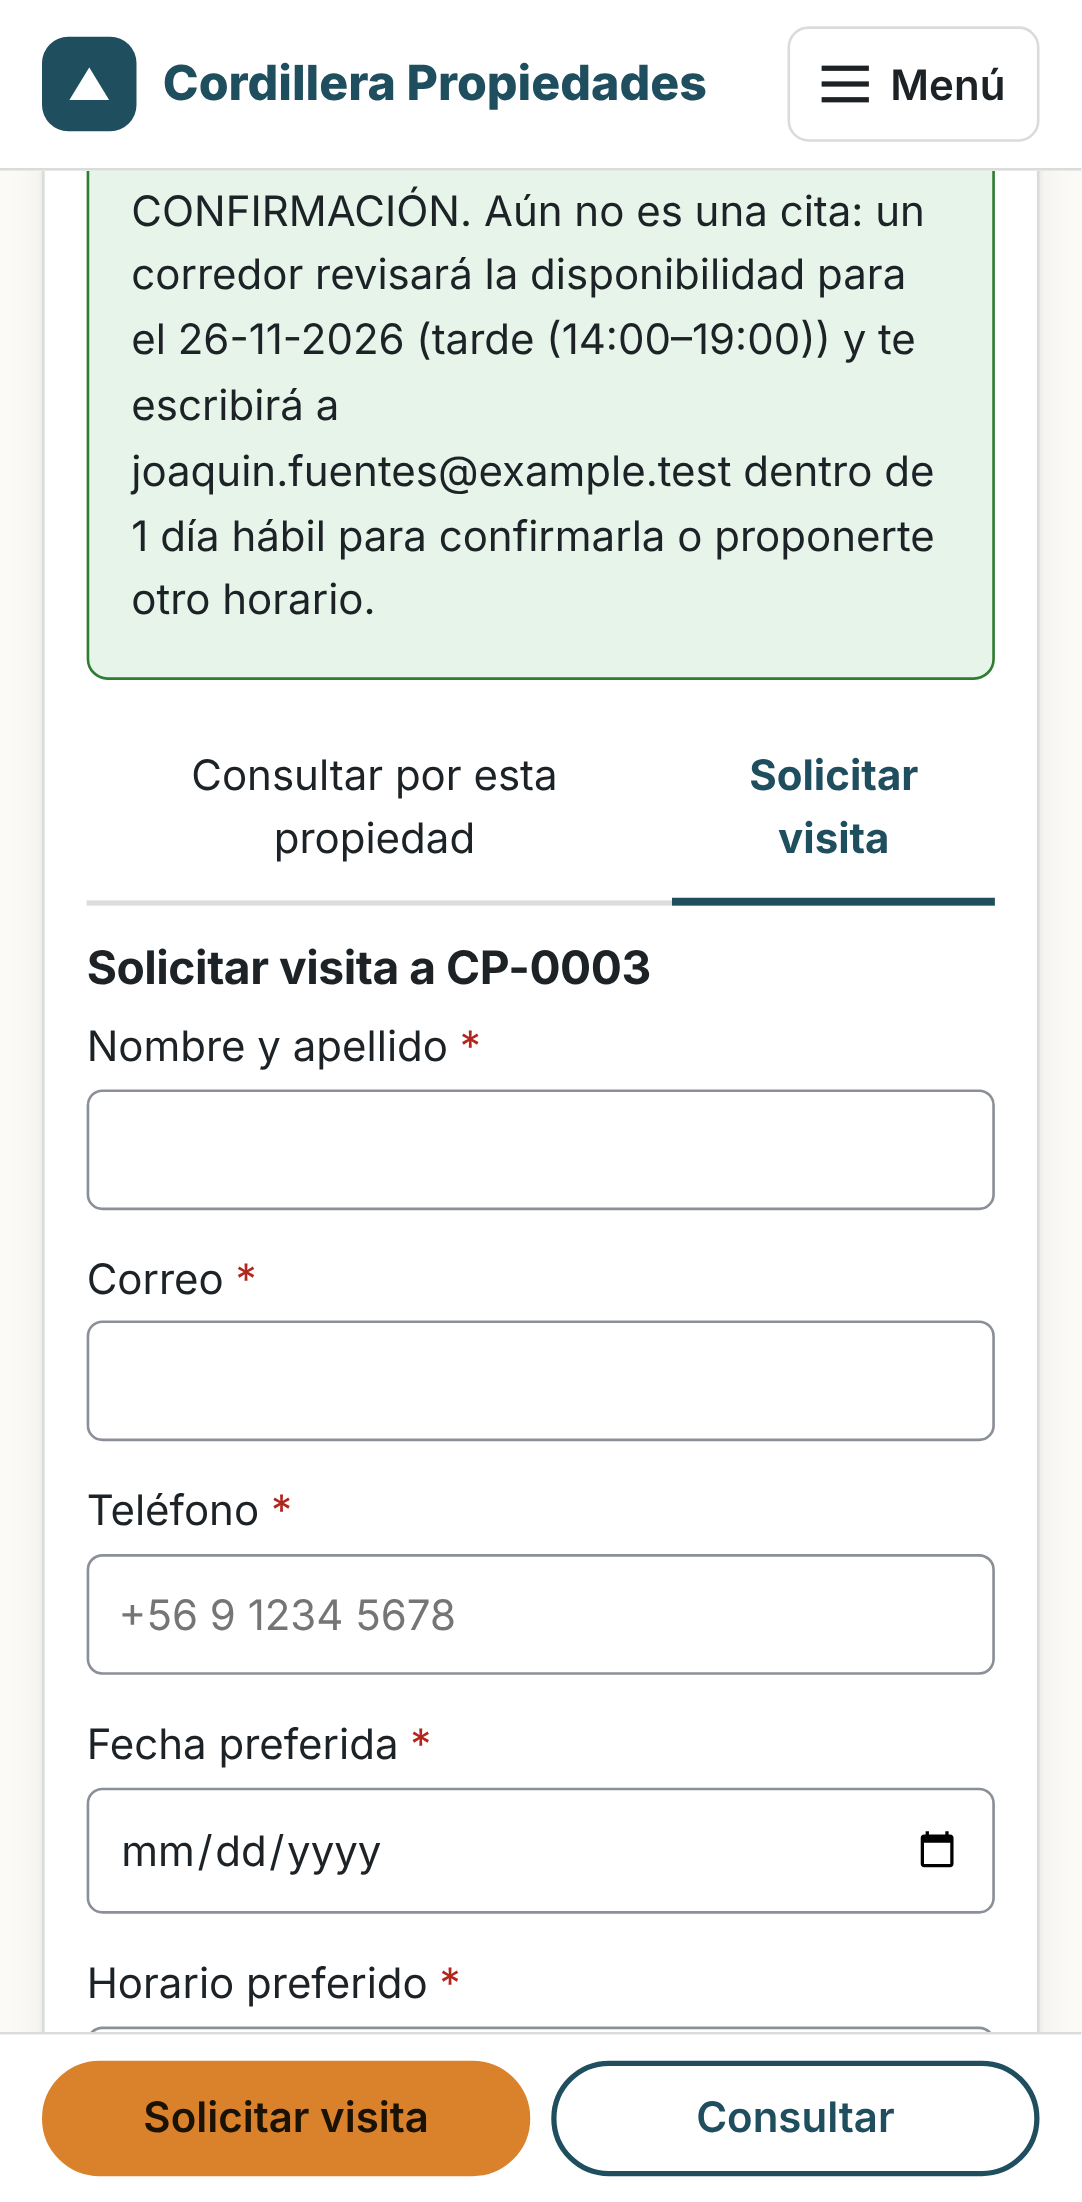 Cordillera Propiedades
Menú
CONFIRMACIÓN. Aún no es una cita: un
corredor revisará la disponibilidad para
el 26-11-2026 (tarde (14:00–19:00)) y te
escribirá a
joaquin.fuentes@example.test dentro de
1 día hábil para confirmarla o proponerte
otro horario.
Consultar por esta
propiedad
Solicitar
visita
Solicitar visita a CP-0003
Nombre y apellido *
Correo *
Teléfono *
+56 9 1234 5678
Fecha preferida *
mm/dd/yyyy
Horario preferido *
Solicitar visita
Consultar